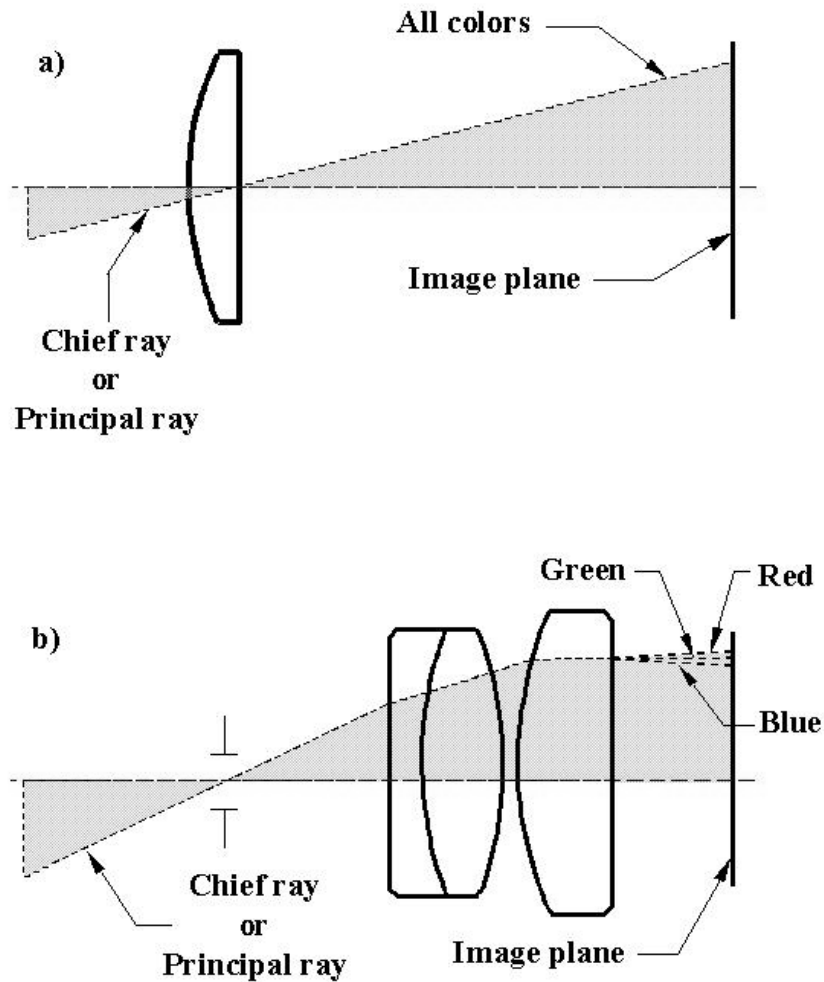 All colors
a)
Image plane
Chief ray
or
Principal ray
Green
Red
b)
Blue
Chief ray
or
Principal ray
Image plane